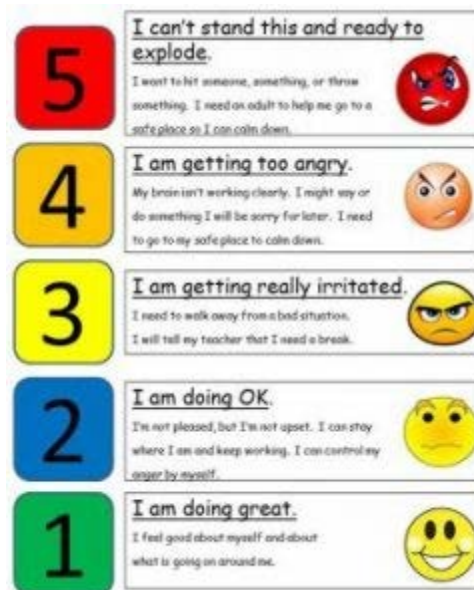 5
I can't stand this and ready to
explode.
I want to hit someone, something, or throw
something. I need an adult to help me go to a
safe place so I can calm down.
4
I am getting too angry.
My brain isn't working clearly. I might say or
do something I will be sorry for later. I need
to go to my safe place to calm down.
3
I am getting really irritated.
I need to walk away from a bad situation.
I will tell my teacher that I need a break.
2
I am doing OK.
I'm not pleased, but I'm not upset. I can stay
where I am and keep working. I can control my
anger by myself.
1
I am doing great.
I feel good about myself and about
what is going on around me.